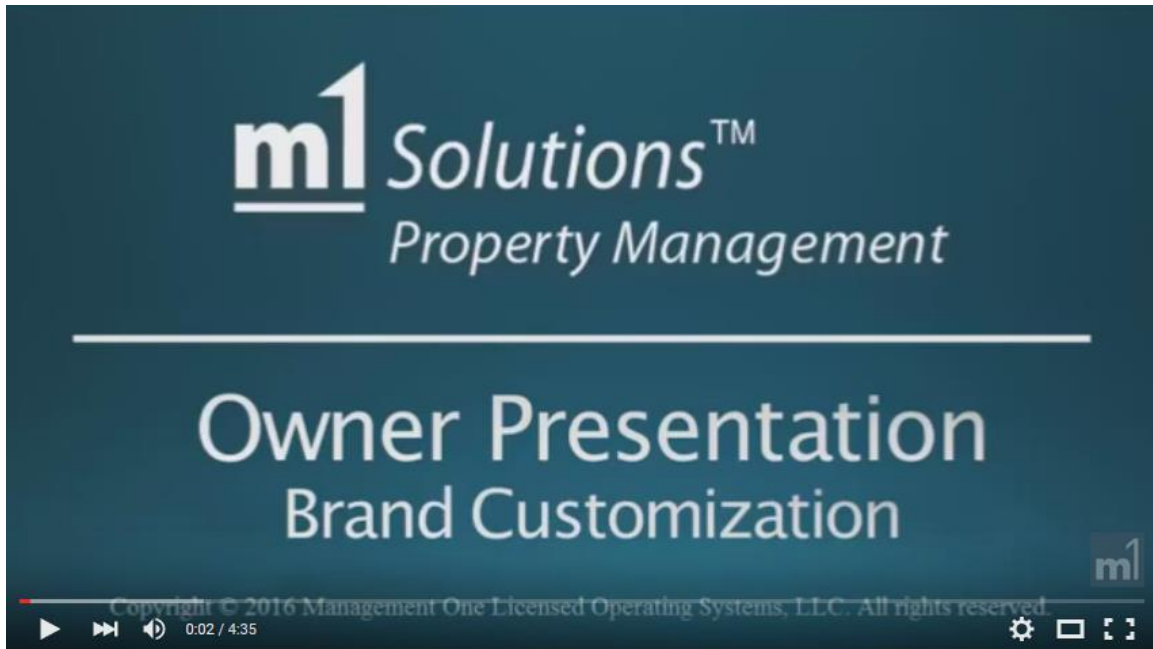 m1 Solutions™
Property Management
Owner Presentation
Brand Customization
m1
Copyright © 2016 Management One Licensed Operating Systems, LLC. All rights reserved.
0:02 / 4:35